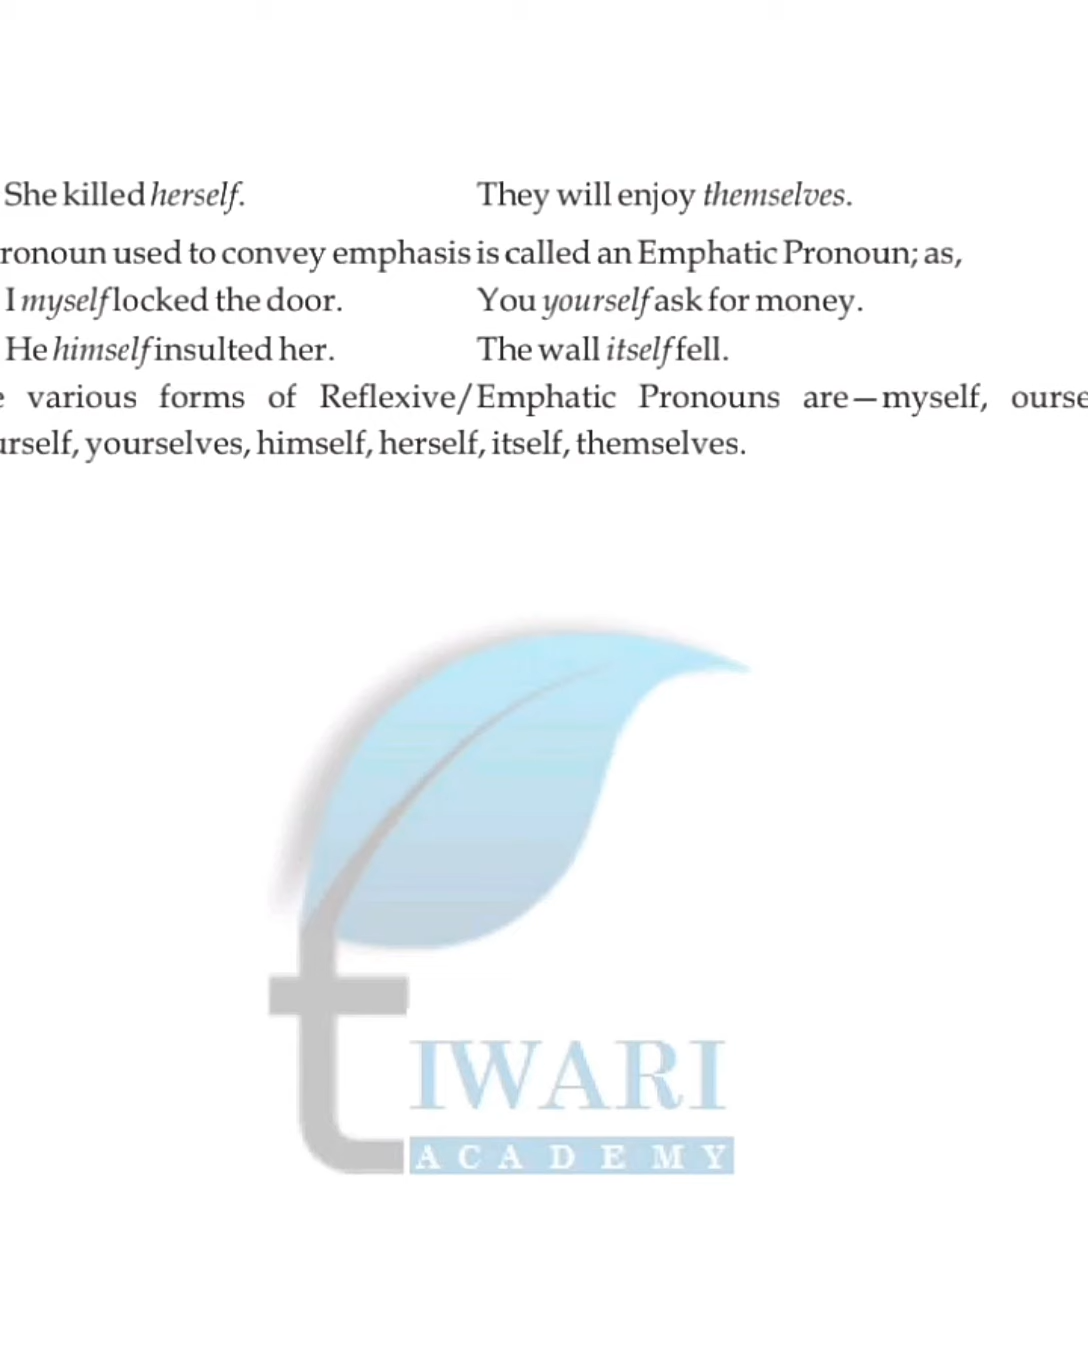 She killed herself. They will enjoy themselves.
ronoun used to convey emphasis is called an Emphatic Pronoun; as,
I myself locked the door. You yourself ask for money.
He himself insulted her. The wall itself fell.
e various forms of Reflexive/Emphatic Pronouns are—myself, ourse
urself, yourselves, himself, herself, itself, themselves.
tIWARI
ACADEMY